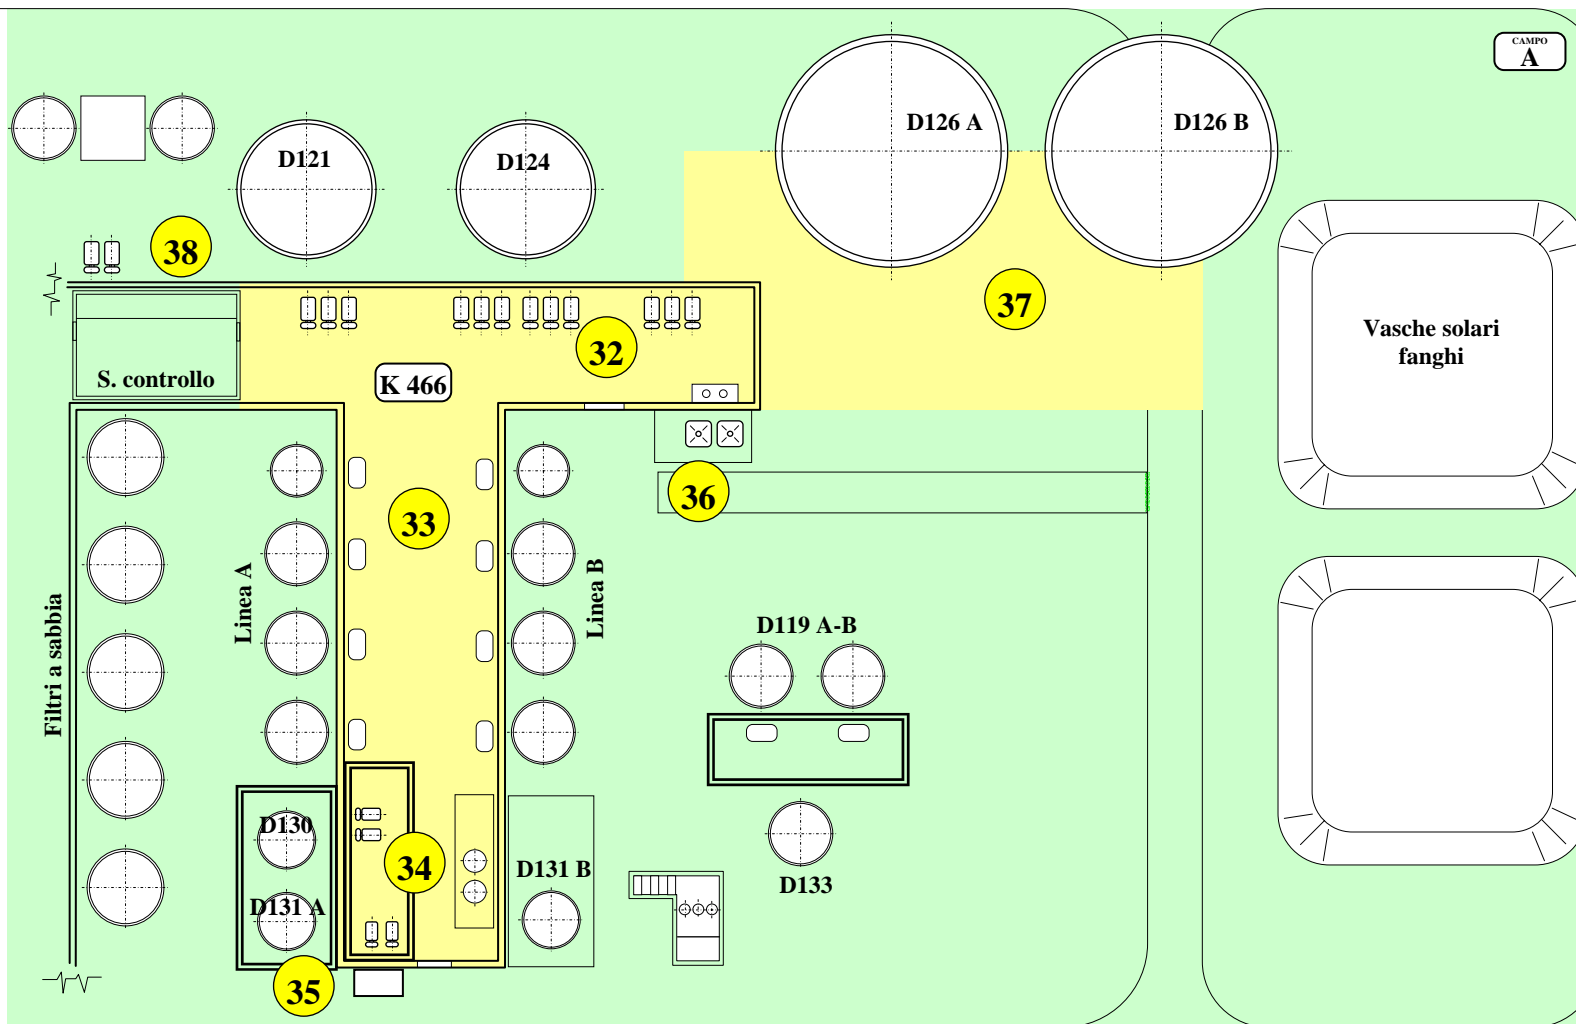 CAMPO
A
D126 A
D126 B
D121
D124
38
37
32
Vasche solari
fanghi
S. controllo
K 466
36
33
Linea A
Linea B
Filtri a sabbia
D119 A-B
D130
34
D131 B
D133
D131 A
35